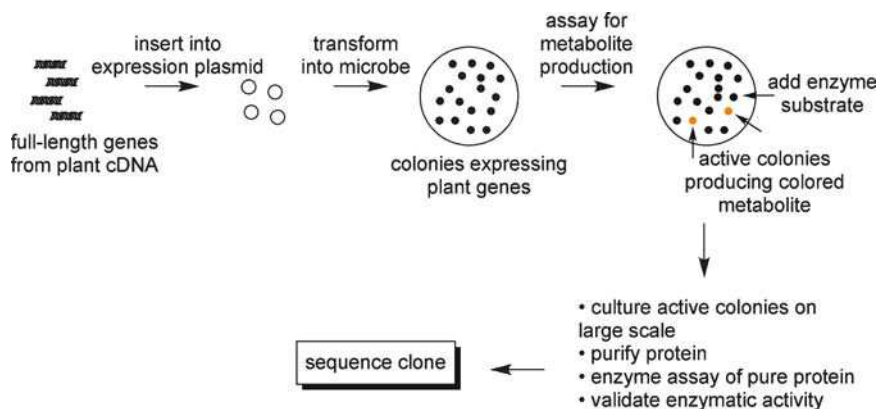 insert into
expression plasmid
full-length genes
from plant cDNA
transform
into microbe
colonies expressing
plant genes
assay for
metabolite
production
add enzyme
substrate
active colonies
producing colored
metabolite
• culture active colonies on
large scale
• purify protein
• enzyme assay of pure protein
• validate enzymatic activity
sequence clone